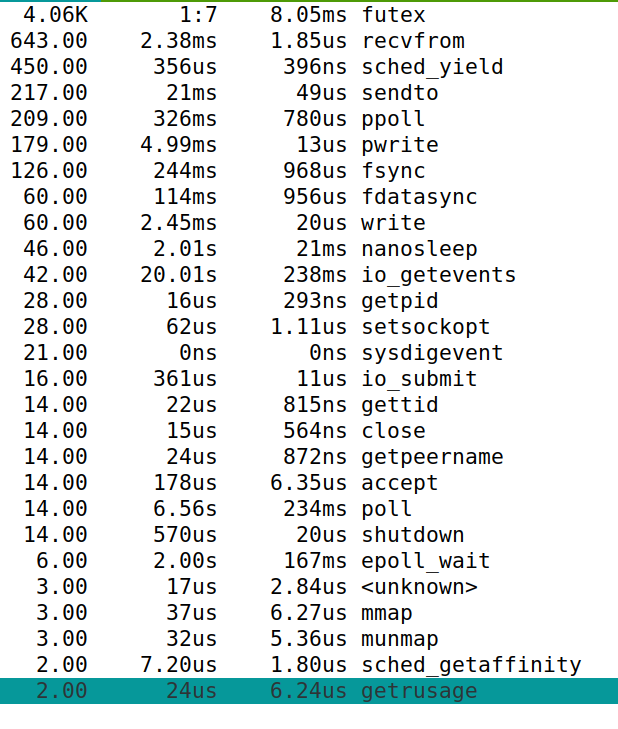 4.06K 1:7 8.05ms futex
643.00 2.38ms 1.85us recvfrom
450.00 356us 396ns sched_yield
217.00 21ms 49us sendto
209.00 326ms 780us ppoll
179.00 4.99ms 13us pwrite
126.00 244ms 968us fsync
60.00 114ms 956us fdatasync
60.00 2.45ms 20us write
46.00 2.01s 21ms nanosleep
42.00 20.01s 238ms io_getevents
28.00 16us 293ns getpid
28.00 62us 1.11us setsockopt
21.00 0ns 0ns sysdigevent
16.00 361us 11us io_submit
14.00 22us 815ns gettid
14.00 15us 564ns close
14.00 24us 872ns getpeername
14.00 178us 6.35us accept
14.00 6.56s 234ms poll
14.00 570us 20us shutdown
6.00 2.00s 167ms epoll_wait
3.00 17us 2.84us <unknown>
3.00 37us 6.27us mmap
3.00 32us 5.36us munmap
2.00 7.20us 1.80us sched_getaffinity
2.00 24us 6.24us getrusage